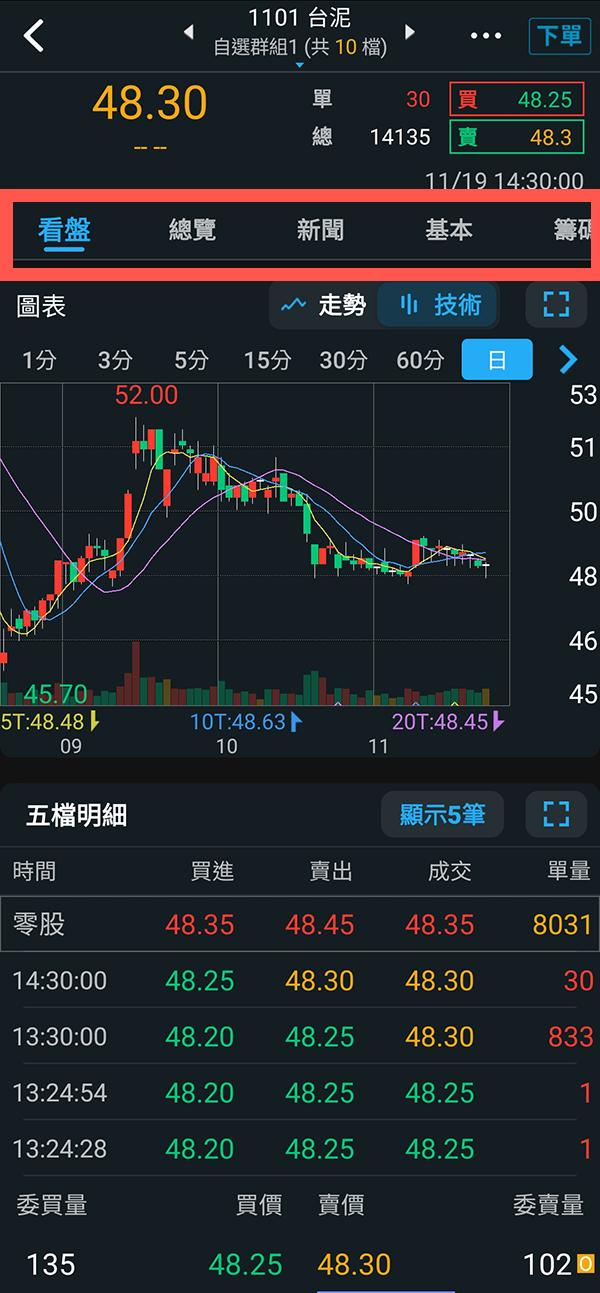 1101 台泥
自選群組1 (共 10 檔)
下單
48.30
-- --
單 30 買 48.25
總 14135 賣 48.3
11/19 14:30:00
看盤 總覽 新聞 基本 籌碼
圖表 走勢 技術
1分 3分 5分 15分 30分 60分 日
52.00
53
51
50
48
46
45
45.70
5T:48.48 10T:48.63 20T:48.45
09 10 11
五檔明細 顯示5筆
時間 買進 賣出 成交 單量
零股 48.35 48.45 48.35 8031
14:30:00 48.25 48.30 48.30 30
13:30:00 48.20 48.25 48.30 833
13:24:54 48.20 48.25 48.25 1
13:24:28 48.20 48.25 48.25 1
委買量 買價 賣價 委賣量
135 48.25 48.30 102 O